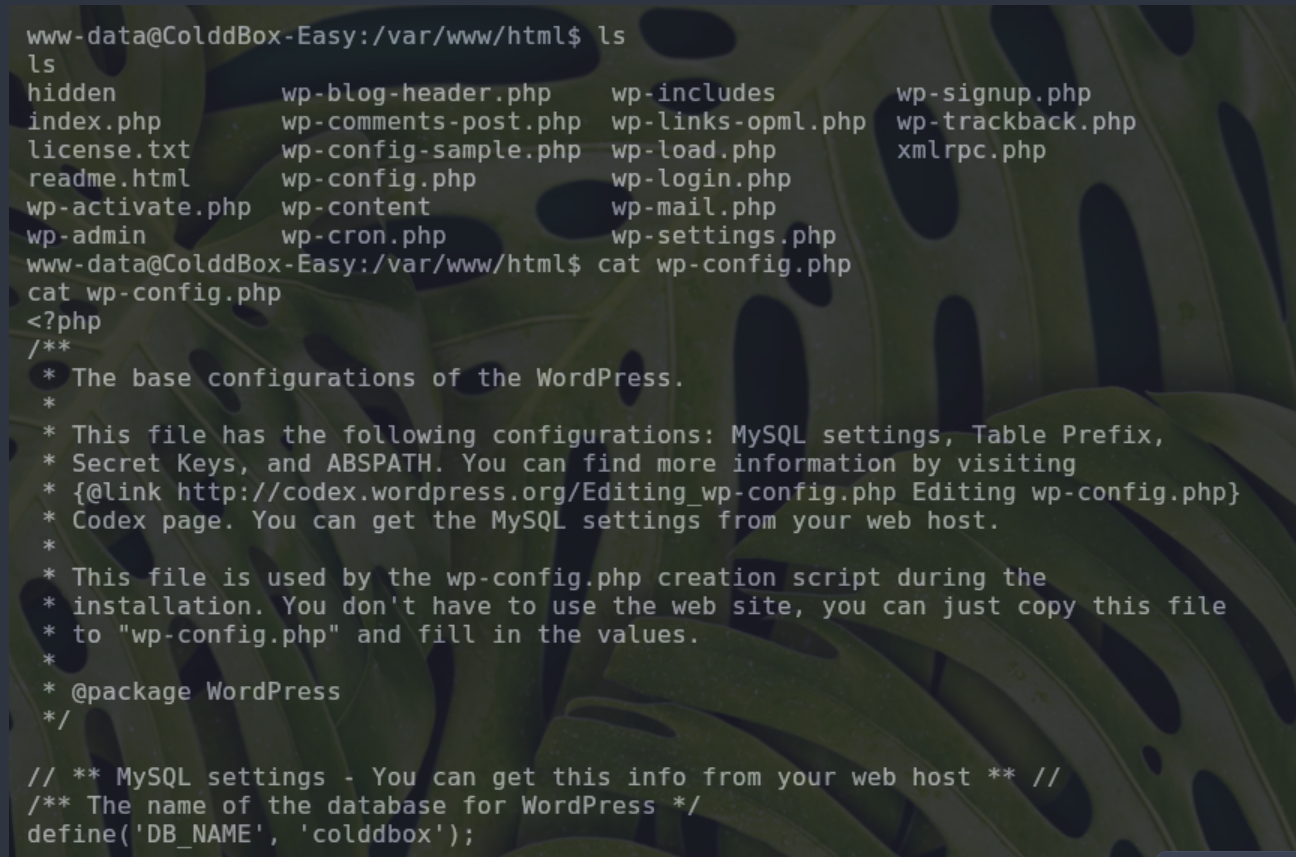 www-data@ColddBox-Easy:/var/www/html$ ls
ls
hidden           wp-blog-header.php    wp-includes        wp-signup.php
index.php        wp-comments-post.php  wp-links-opml.php  wp-trackback.php
license.txt      wp-config-sample.php  wp-load.php        xmlrpc.php
readme.html      wp-config.php         wp-login.php
wp-activate.php  wp-content            wp-mail.php
wp-admin         wp-cron.php           wp-settings.php
www-data@ColddBox-Easy:/var/www/html$ cat wp-config.php
cat wp-config.php
<?php
/**
 * The base configurations of the WordPress.
 *
 * This file has the following configurations: MySQL settings, Table Prefix,
 * Secret Keys, and ABSPATH. You can find more information by visiting
 * {@link http://codex.wordpress.org/Editing_wp-config.php Editing wp-config.php}
 * Codex page. You can get the MySQL settings from your web host.
 *
 * This file is used by the wp-config.php creation script during the
 * installation. You don't have to use the web site, you can just copy this file
 * to "wp-config.php" and fill in the values.
 *
 * @package WordPress
 */

// ** MySQL settings - You can get this info from your web host ** //
/** The name of the database for WordPress */
define('DB_NAME', 'colddbox');